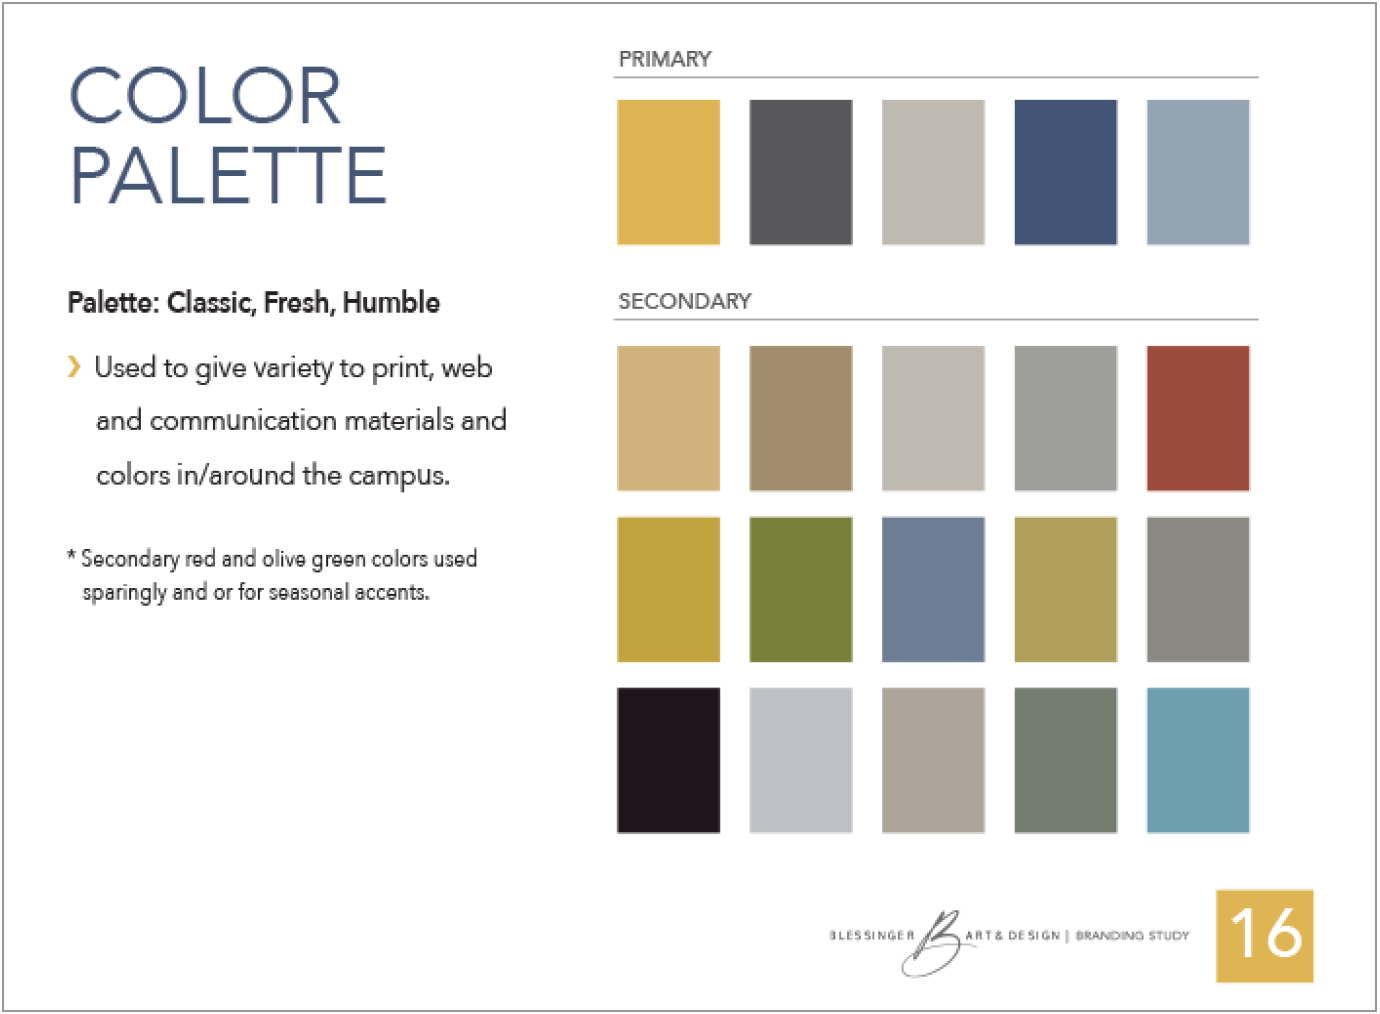 COLOR
PALETTE
Palette: Classic, Fresh, Humble
› Used to give variety to print, web
and communication materials and
colors in/around the campus.
* Secondary red and olive green colors used
sparingly and or for seasonal accents.
PRIMARY
SECONDARY
BLESSINGER B ART & DESIGN | BRANDING STUDY
16